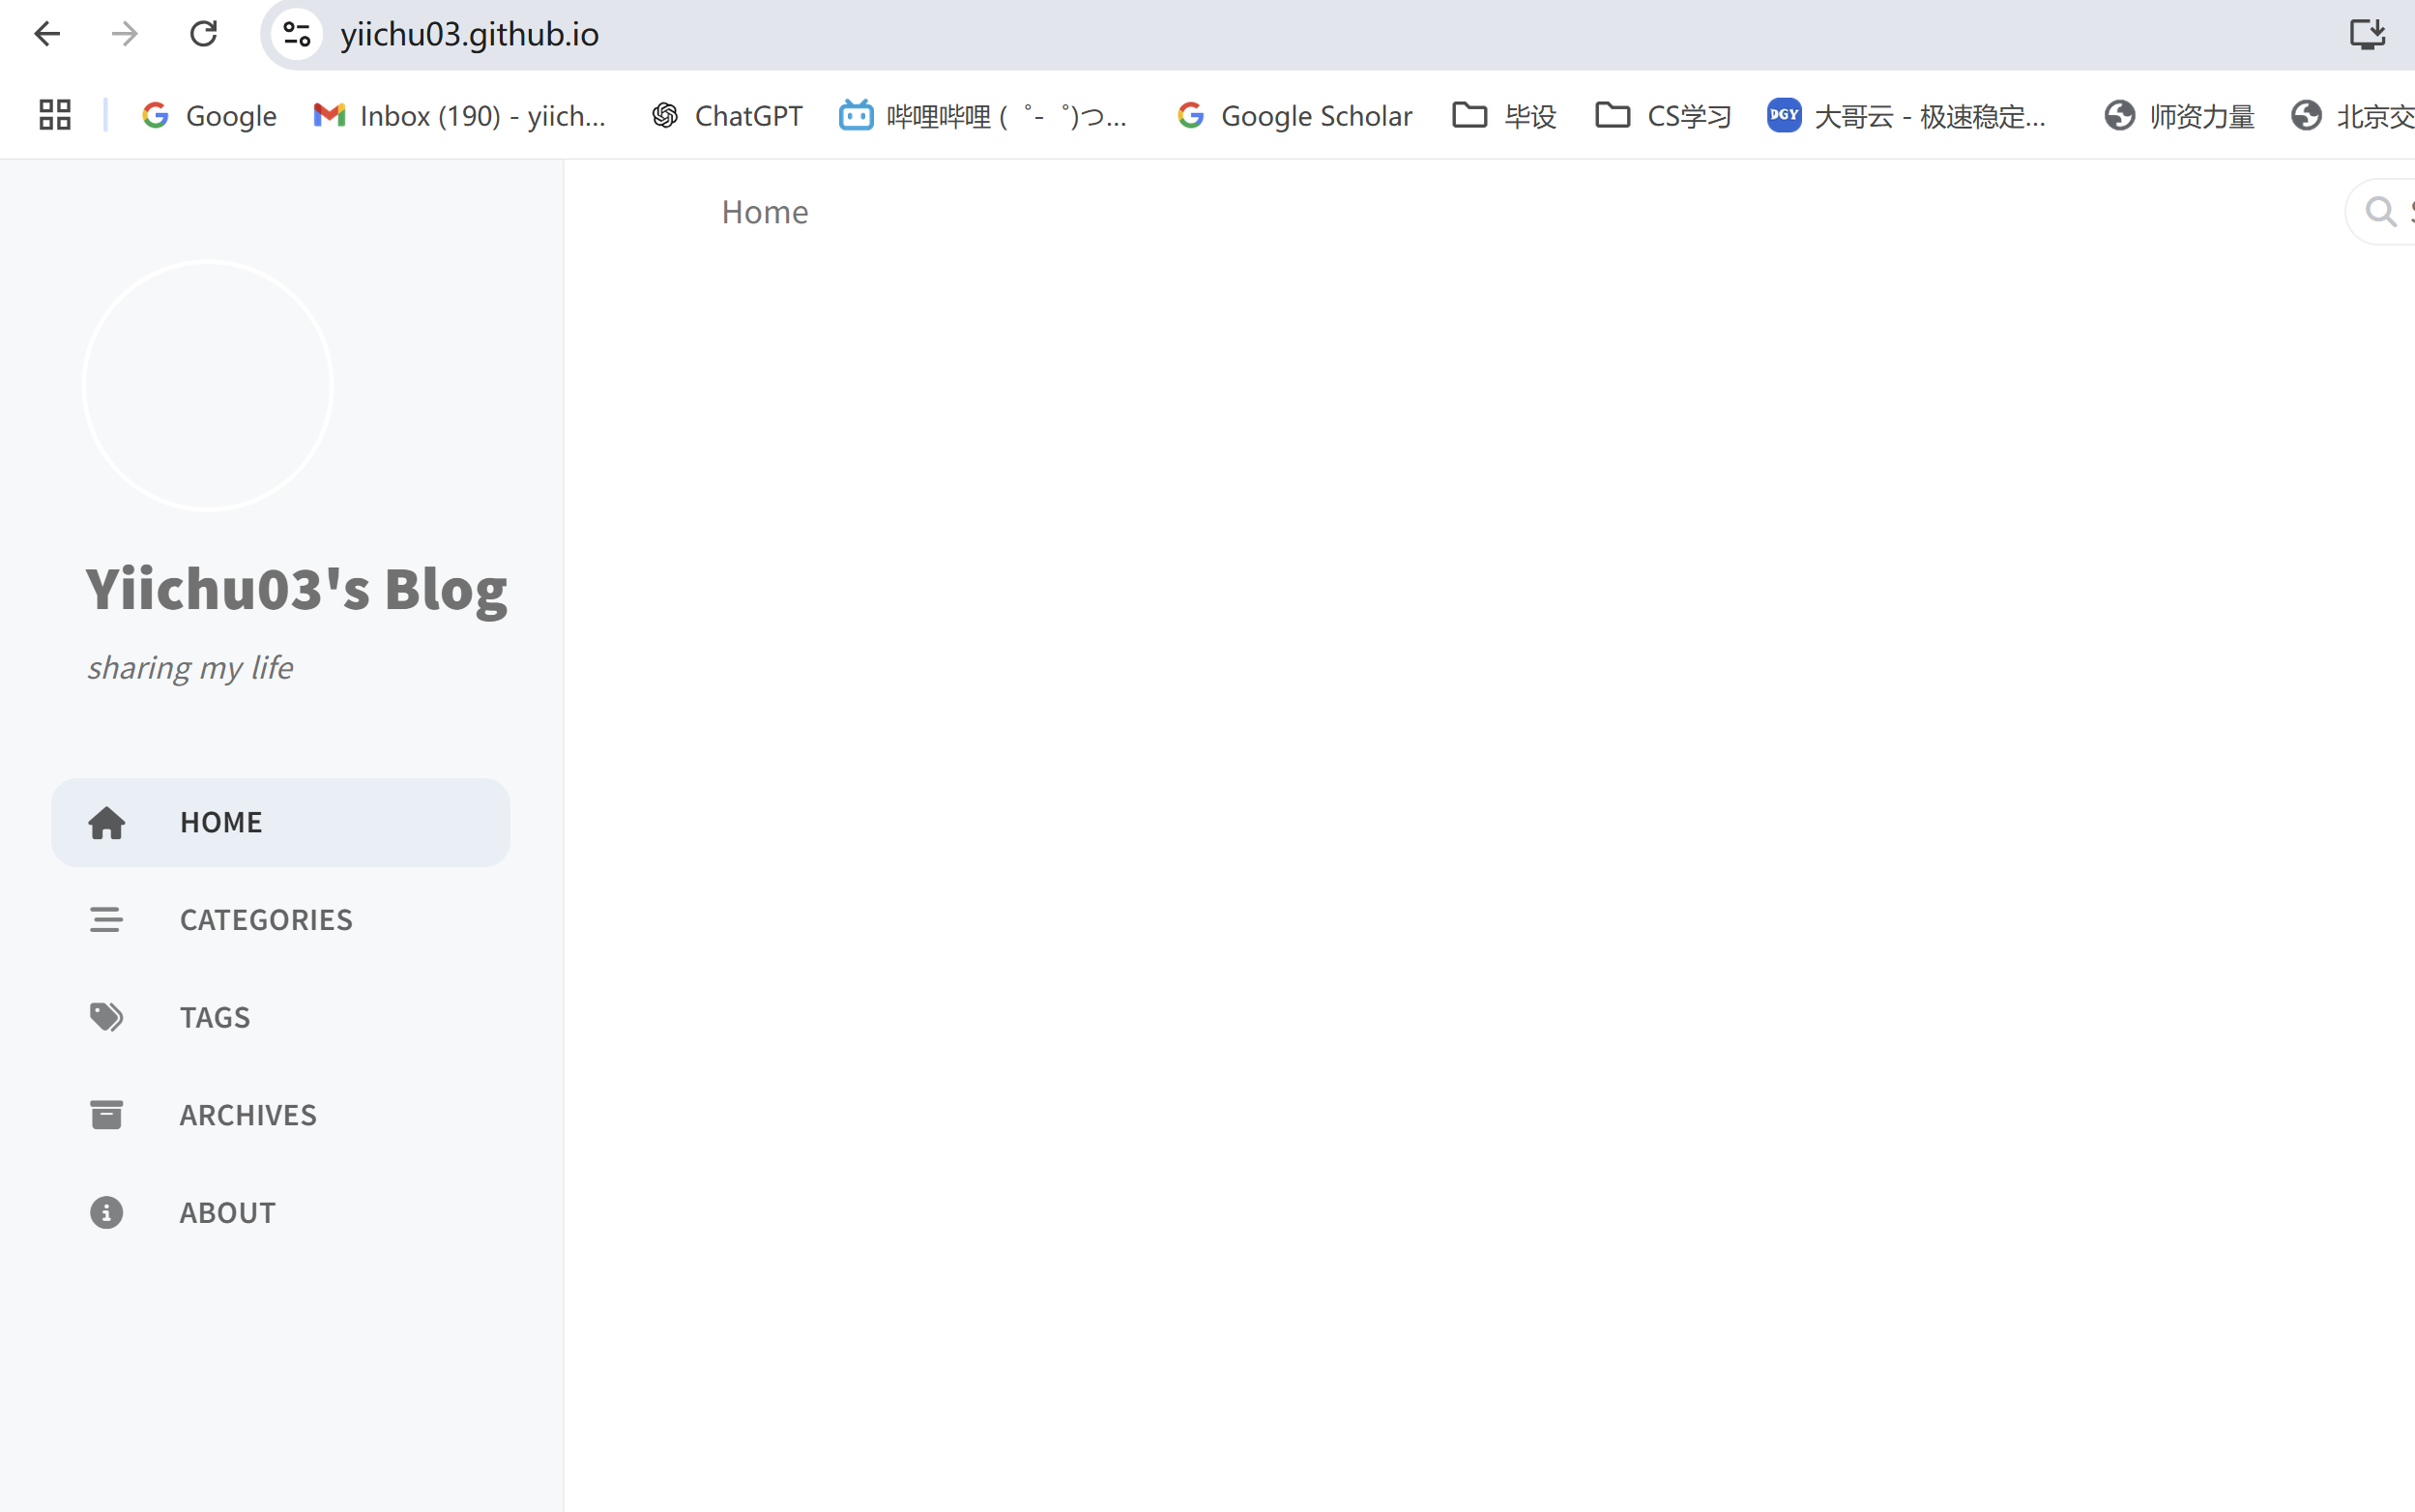 yiichu03.github.io
Google
Inbox (190) - yiich...
ChatGPT
哔哩哔哩 (゜-゜)つ...
Google Scholar
毕设
CS学习
DGY
大哥云 - 极速稳定...
师资力量
北京交
Home
Yiichu03's Blog
sharing my life
HOME
CATEGORIES
TAGS
ARCHIVES
ABOUT